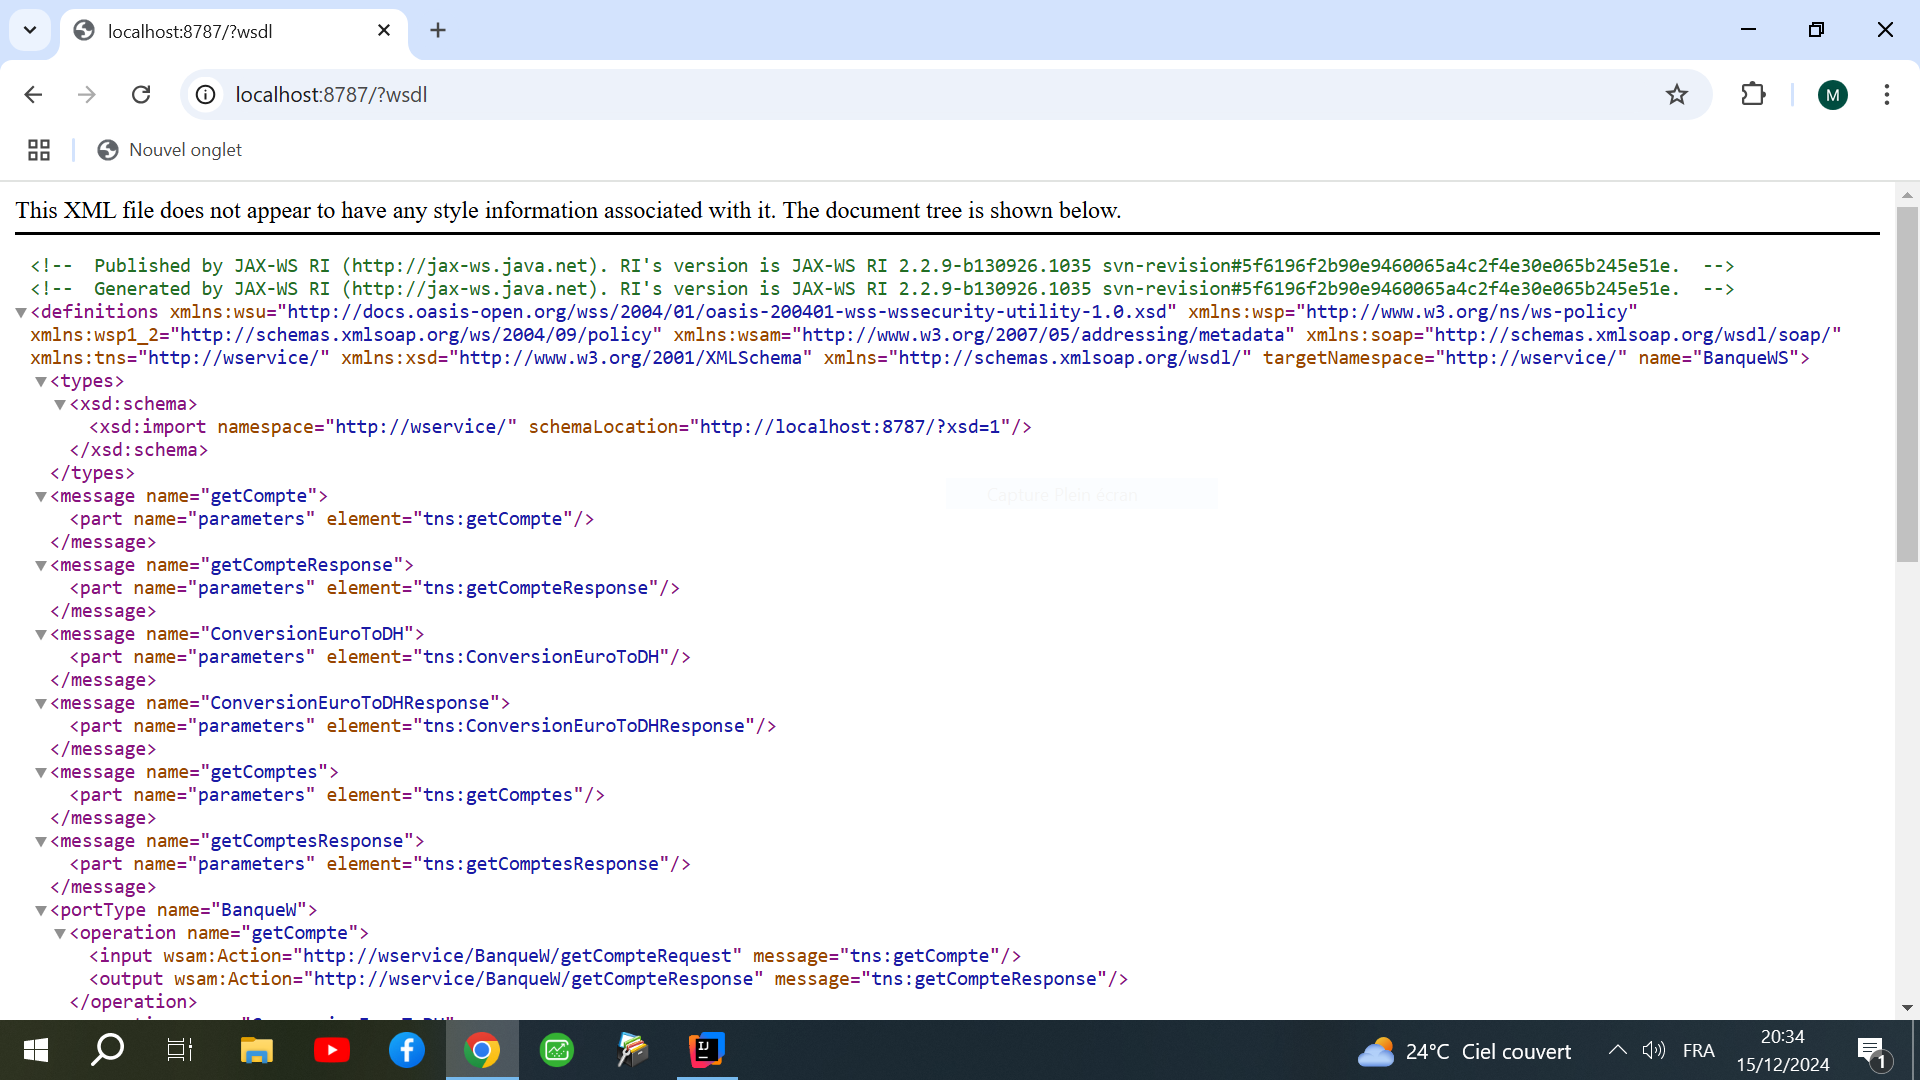 localhost:8787/?wsdl
localhost:8787/?wsdl
M
Nouvel onglet
This XML file does not appear to have any style information associated with it. The document tree is shown below.
<!-- Published by JAX-WS RI (http://jax-ws.java.net). RI's version is JAX-WS RI 2.2.9-b130926.1035 svn-revision#5f6196f2b90e9460065a4c2f4e30e065b245e51e. -->
<!-- Generated by JAX-WS RI (http://jax-ws.java.net). RI's version is JAX-WS RI 2.2.9-b130926.1035 svn-revision#5f6196f2b90e9460065a4c2f4e30e065b245e51e. -->
<definitions xmlns:wsu="http://docs.oasis-open.org/wss/2004/01/oasis-200401-wss-wssecurity-utility-1.0.xsd" xmlns:wsp="http://www.w3.org/ns/ws-policy"
xmlns:wsp1_2="http://schemas.xmlsoap.org/ws/2004/09/policy" xmlns:wsam="http://www.w3.org/2007/05/addressing/metadata" xmlns:soap="http://schemas.xmlsoap.org/wsdl/soap/"
xmlns:tns="http://wservice/" xmlns:xsd="http://www.w3.org/2001/XMLSchema" xmlns="http://schemas.xmlsoap.org/wsdl/" targetNamespace="http://wservice/" name="BanqueWS">
<types>
<xsd:schema>
<xsd:import namespace="http://wservice/" schemaLocation="http://localhost:8787/?xsd=1"/>
</xsd:schema>
</types>
<message name="getCompte">
Capture Plein écran
<part name="parameters" element="tns:getCompte"/>
</message>
<message name="getCompteResponse">
<part name="parameters" element="tns:getCompteResponse"/>
</message>
<message name="ConversionEuroToDH">
<part name="parameters" element="tns:ConversionEuroToDH"/>
</message>
<message name="ConversionEuroToDHResponse">
<part name="parameters" element="tns:ConversionEuroToDHResponse"/>
</message>
<message name="getComptes">
<part name="parameters" element="tns:getComptes"/>
</message>
<message name="getComptesResponse">
<part name="parameters" element="tns:getComptesResponse"/>
</message>
<portType name="BanqueW">
<operation name="getCompte">
<input wsam:Action="http://wservice/BanqueW/getCompteRequest" message="tns:getCompte"/>
<output wsam:Action="http://wservice/BanqueW/getCompteResponse" message="tns:getCompteResponse"/>
</operation>
IJ
24°C Ciel couvert
FRA
20:34
15/12/2024
1